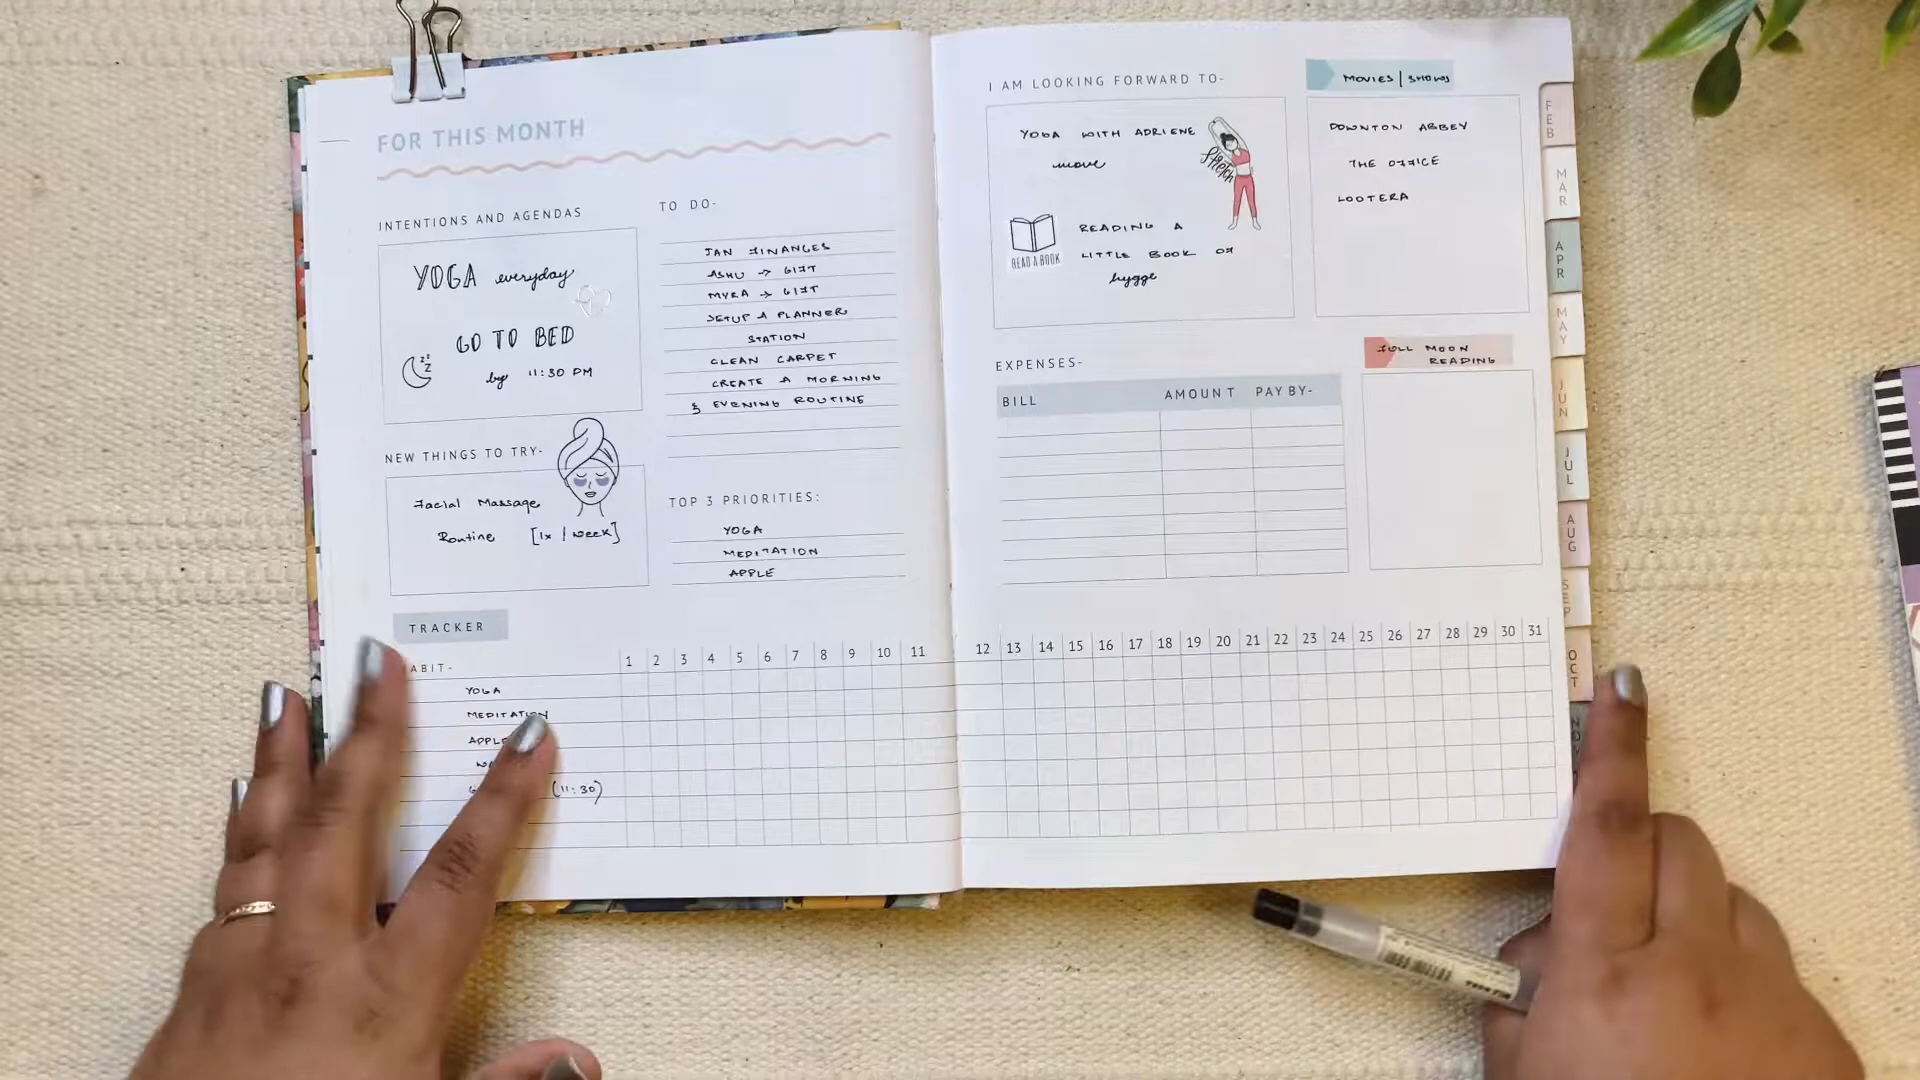 FOR THIS MONTH
INTENTIONS AND AGENDAS
YOGA everyday
GO TO BED
by 11:30 PM
zzz
NEW THINGS TO TRY-
Facial Massage
Routine [1x / week]
TO DO-
JAN FINANCES
ASHU → GIFT
MYRA → GIFT
SETUP A PLANNER
STATION
CLEAN CARPET
CREATE A MORNING
& EVENING ROUTINE
TOP 3 PRIORITIES:
YOGA
MEDITATION
APPLE
I AM LOOKING FORWARD TO-
YOGA WITH ADRIENE
move
Stretch
READ A BOOK
READING A
LITTLE BOOK OF
hygge
MOVIES | SHOWS
DOWNTON ABBEY
THE OFFICE
LOOTERA
EXPENSES-
BILL AMOUNT PAY BY-
FULL MOON
READING
TRACKER
ABIT- 1 2 3 4 5 6 7 8 9 10 11 12 13 14 15 16 17 18 19 20 21 22 23 24 25 26 27 28 29 30 31
YOGA
MEDITATION
APPLE
(11:30)
FEB
MAR
APR
MAY
JUN
JUL
AUG
SEP
OCT
NOV